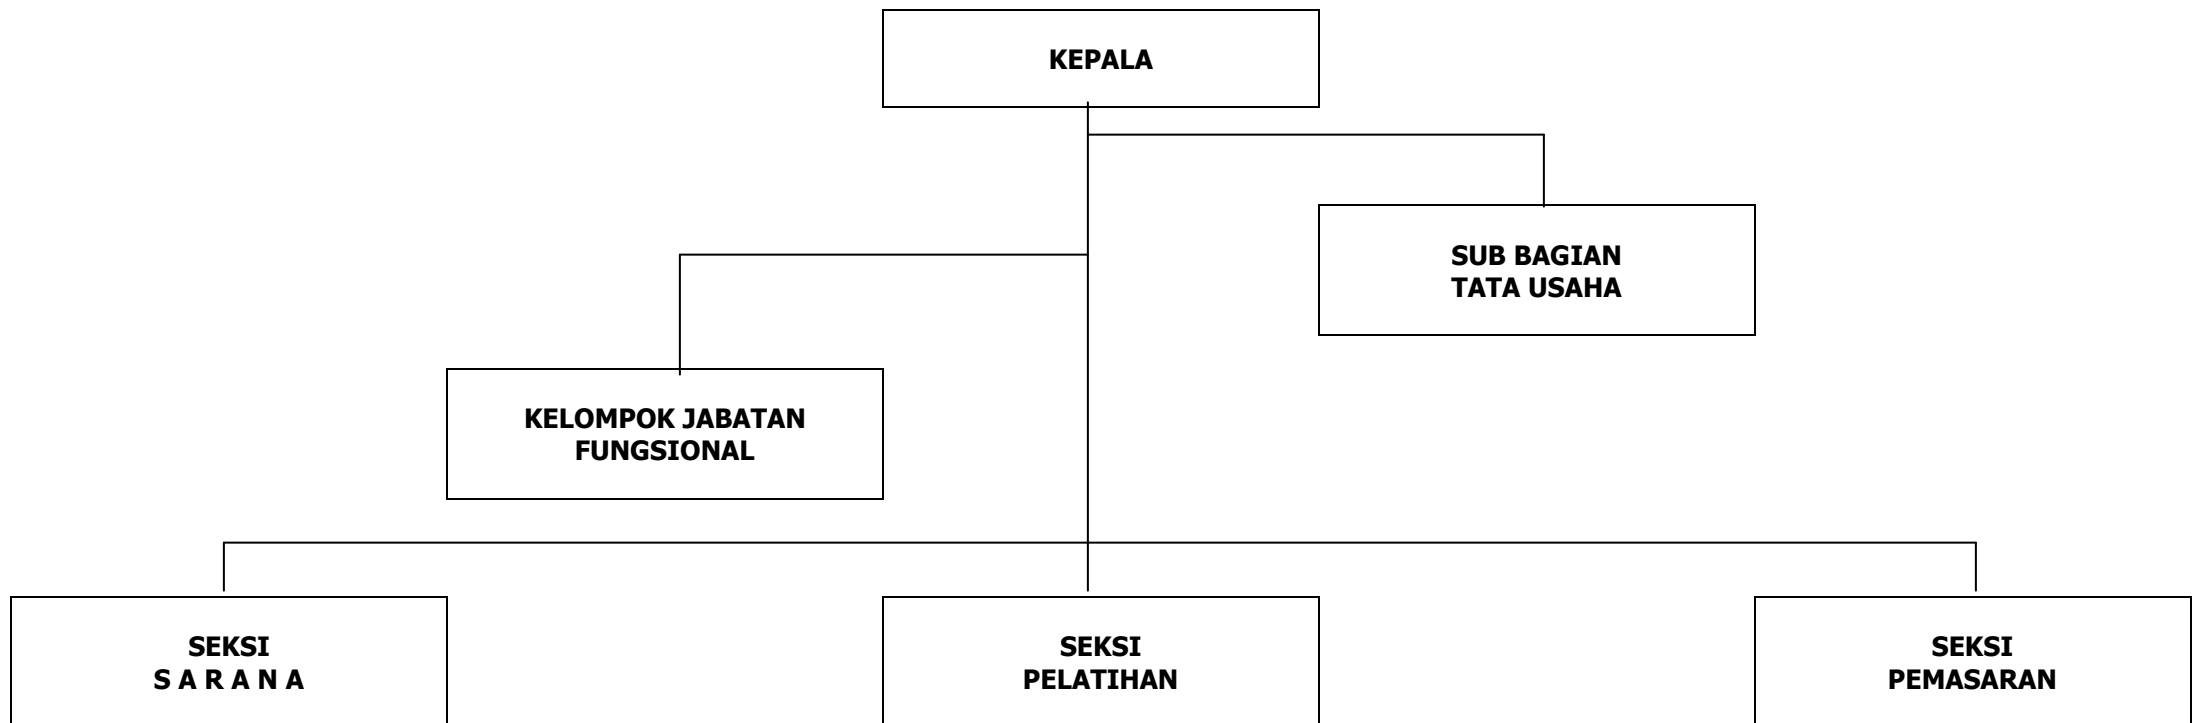 KEPALA
SUB BAGIAN
TATA USAHA
KELOMPOK JABATAN
FUNGSIONAL
SEKSI
S A R A N A
SEKSI
PELATIHAN
SEKSI
PEMASARAN